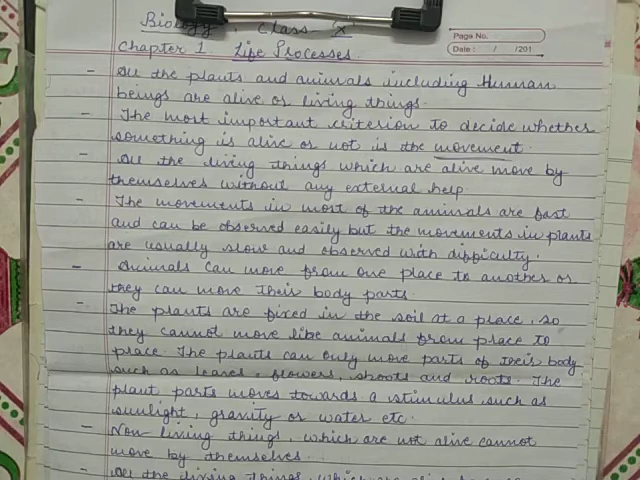 Biology, Class - X
Page No.
Date : / /201
Chapter 1 Life Processes.
- All the plants and animals including Human
beings are alive or living things.
- The most important criterion to decide whether
something is alive or not is the movement.
- All the living things which are alive move by
themselves without any external help.
- The movements in most of the animals are fast
and can be observed easily but the movements in plants
are usually slow and observed with difficulty.
- Animals can move from one place to another or
they can move their body parts.
- The plants are fixed in the soil at a place, so
they cannot move like animals from place to
place. The plants can only move parts of their body
such as leaves, flowers, shoots and roots. The
plant parts moves towards a stimulus such as
sunlight, gravity or water etc.
- Non living things, which are not alive cannot
move by themselves.
- All the living things, which